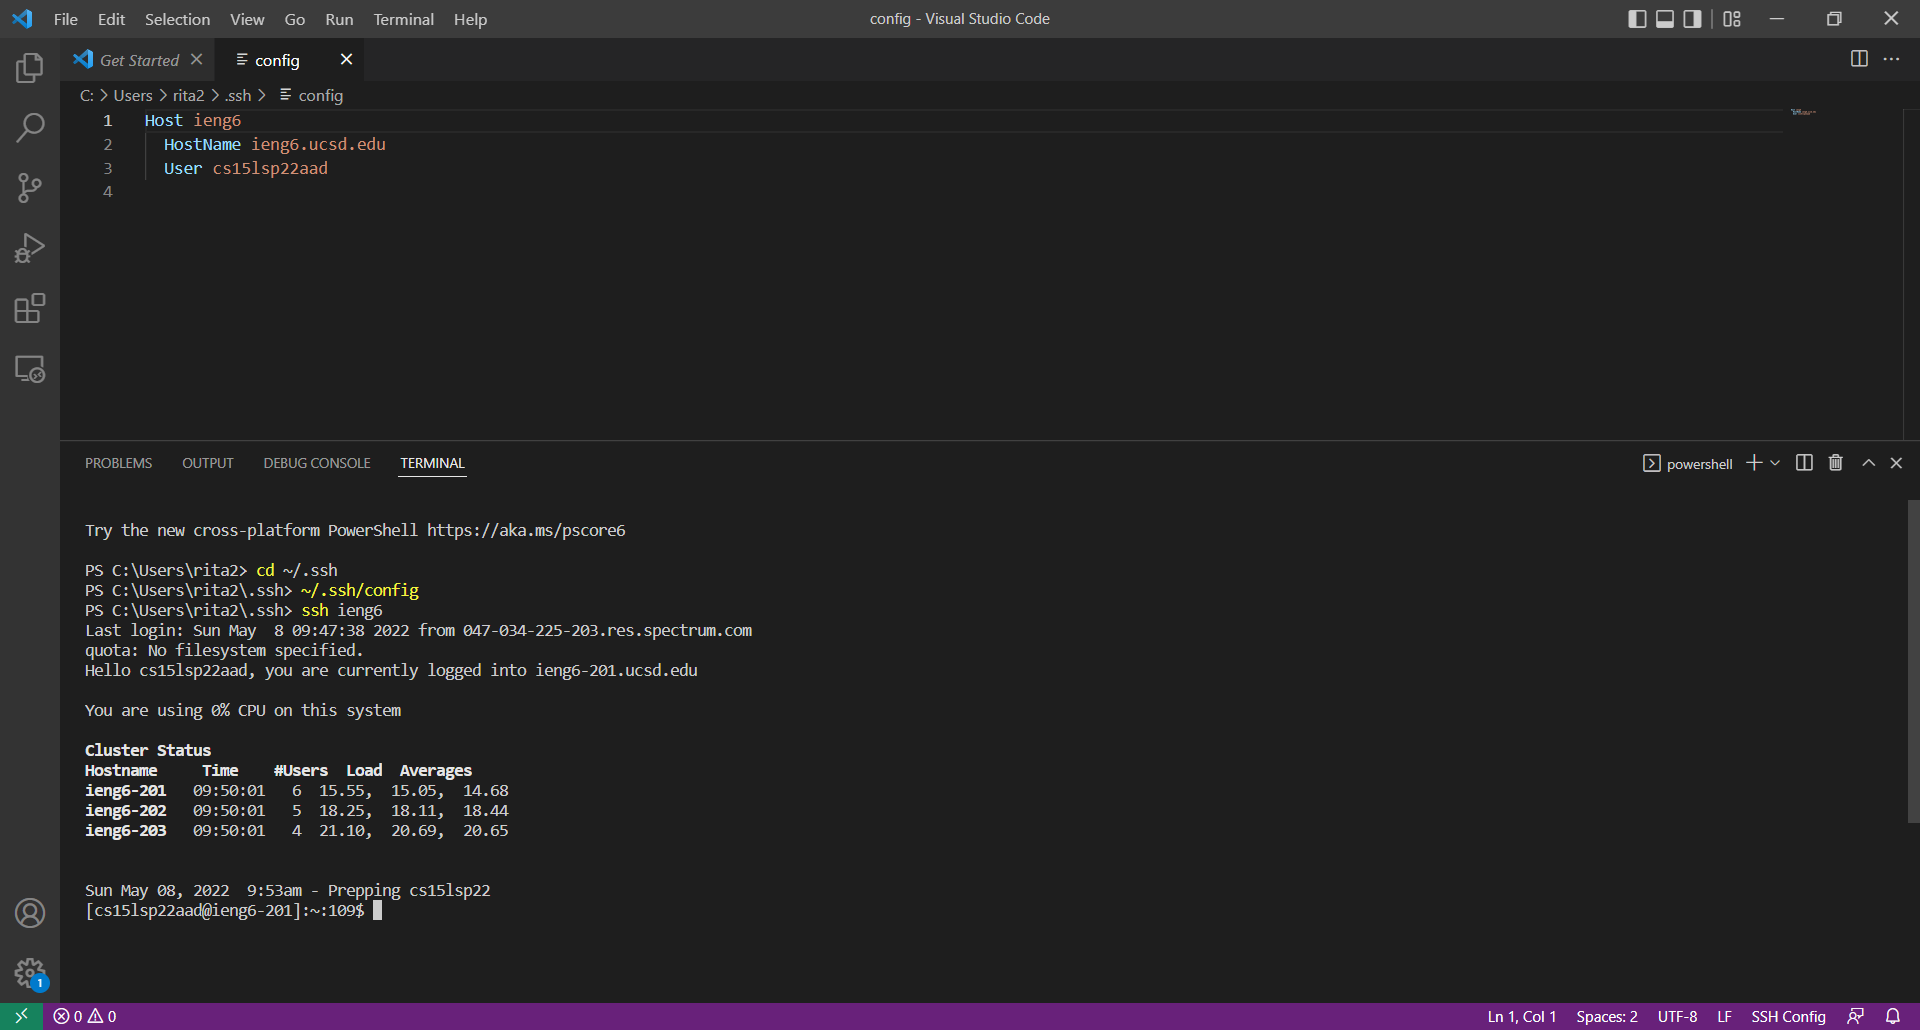 File Edit Selection View Go Run Terminal Help config - Visual Studio Code
Get Started config
C: Users rita2 .ssh config
1 Host ieng6
2 HostName ieng6.ucsd.edu
3 User cs15lsp22aad
4
PROBLEMS OUTPUT DEBUG CONSOLE TERMINAL powershell
Try the new cross-platform PowerShell https://aka.ms/pscore6
PS C:\Users\rita2> cd ~/.ssh
PS C:\Users\rita2\.ssh> ~/.ssh/config
PS C:\Users\rita2\.ssh> ssh ieng6
Last login: Sun May  8 09:47:38 2022 from 047-034-225-203.res.spectrum.com
quota: No filesystem specified.
Hello cs15lsp22aad, you are currently logged into ieng6-201.ucsd.edu
You are using 0% CPU on this system
Cluster Status
Hostname     Time    #Users  Load  Averages
ieng6-201   09:50:01   6  15.55,  15.05,  14.68
ieng6-202   09:50:01   5  18.25,  18.11,  18.44
ieng6-203   09:50:01   4  21.10,  20.69,  20.65
Sun May 08, 2022  9:53am - Prepping cs15lsp22
[cs15lsp22aad@ieng6-201]:~:109$
1
0 0 Ln 1, Col 1 Spaces: 2 UTF-8 LF SSH Config